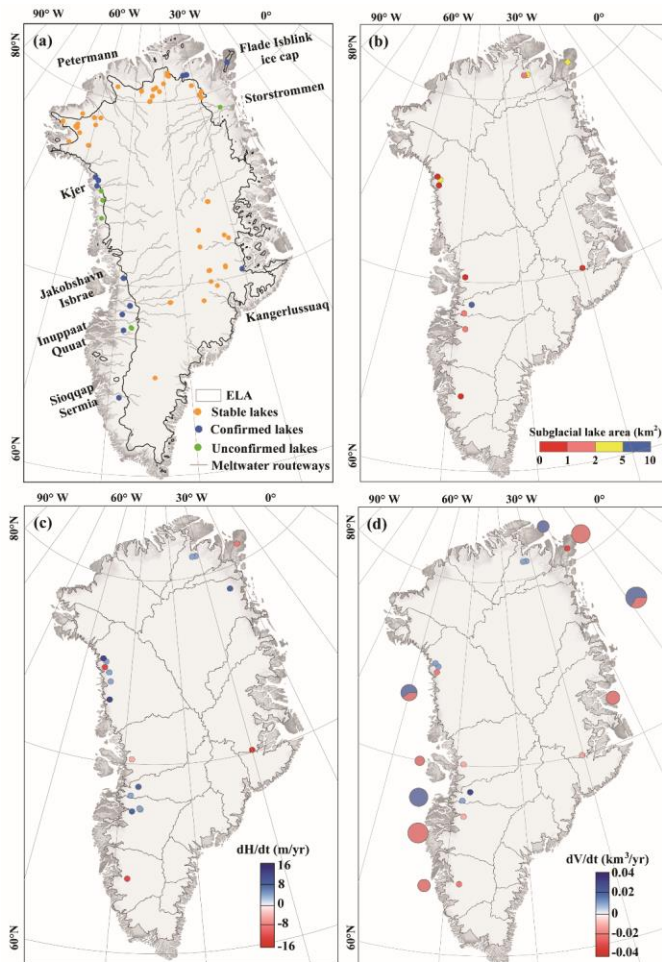 90° W
60° W
30° W
0°
(a)
(b)
80°N
60°N
Petermann
Flade Isblink
ice cap
Storstrommen
Kjer
Jakobshavn
Isbrae
Inuppaat
Quuat
Sioqqap
Sermia
Kangerlussuaq
ELA
Stable lakes
Confirmed lakes
Unconfirmed lakes
Meltwater routeways
90° W
60° W
30° W
0°
80°N
60°N
Subglacial lake area (km²)
0 1 2 5 10
90° W
60° W
30° W
0°
(c)
80°N
60°N
dH/dt (m/yr)
16
8
0
-8
-16
90° W
60° W
30° W
0°
(d)
80°N
60°N
dV/dt (km³/yr)
0.04
0.02
0
-0.02
-0.04